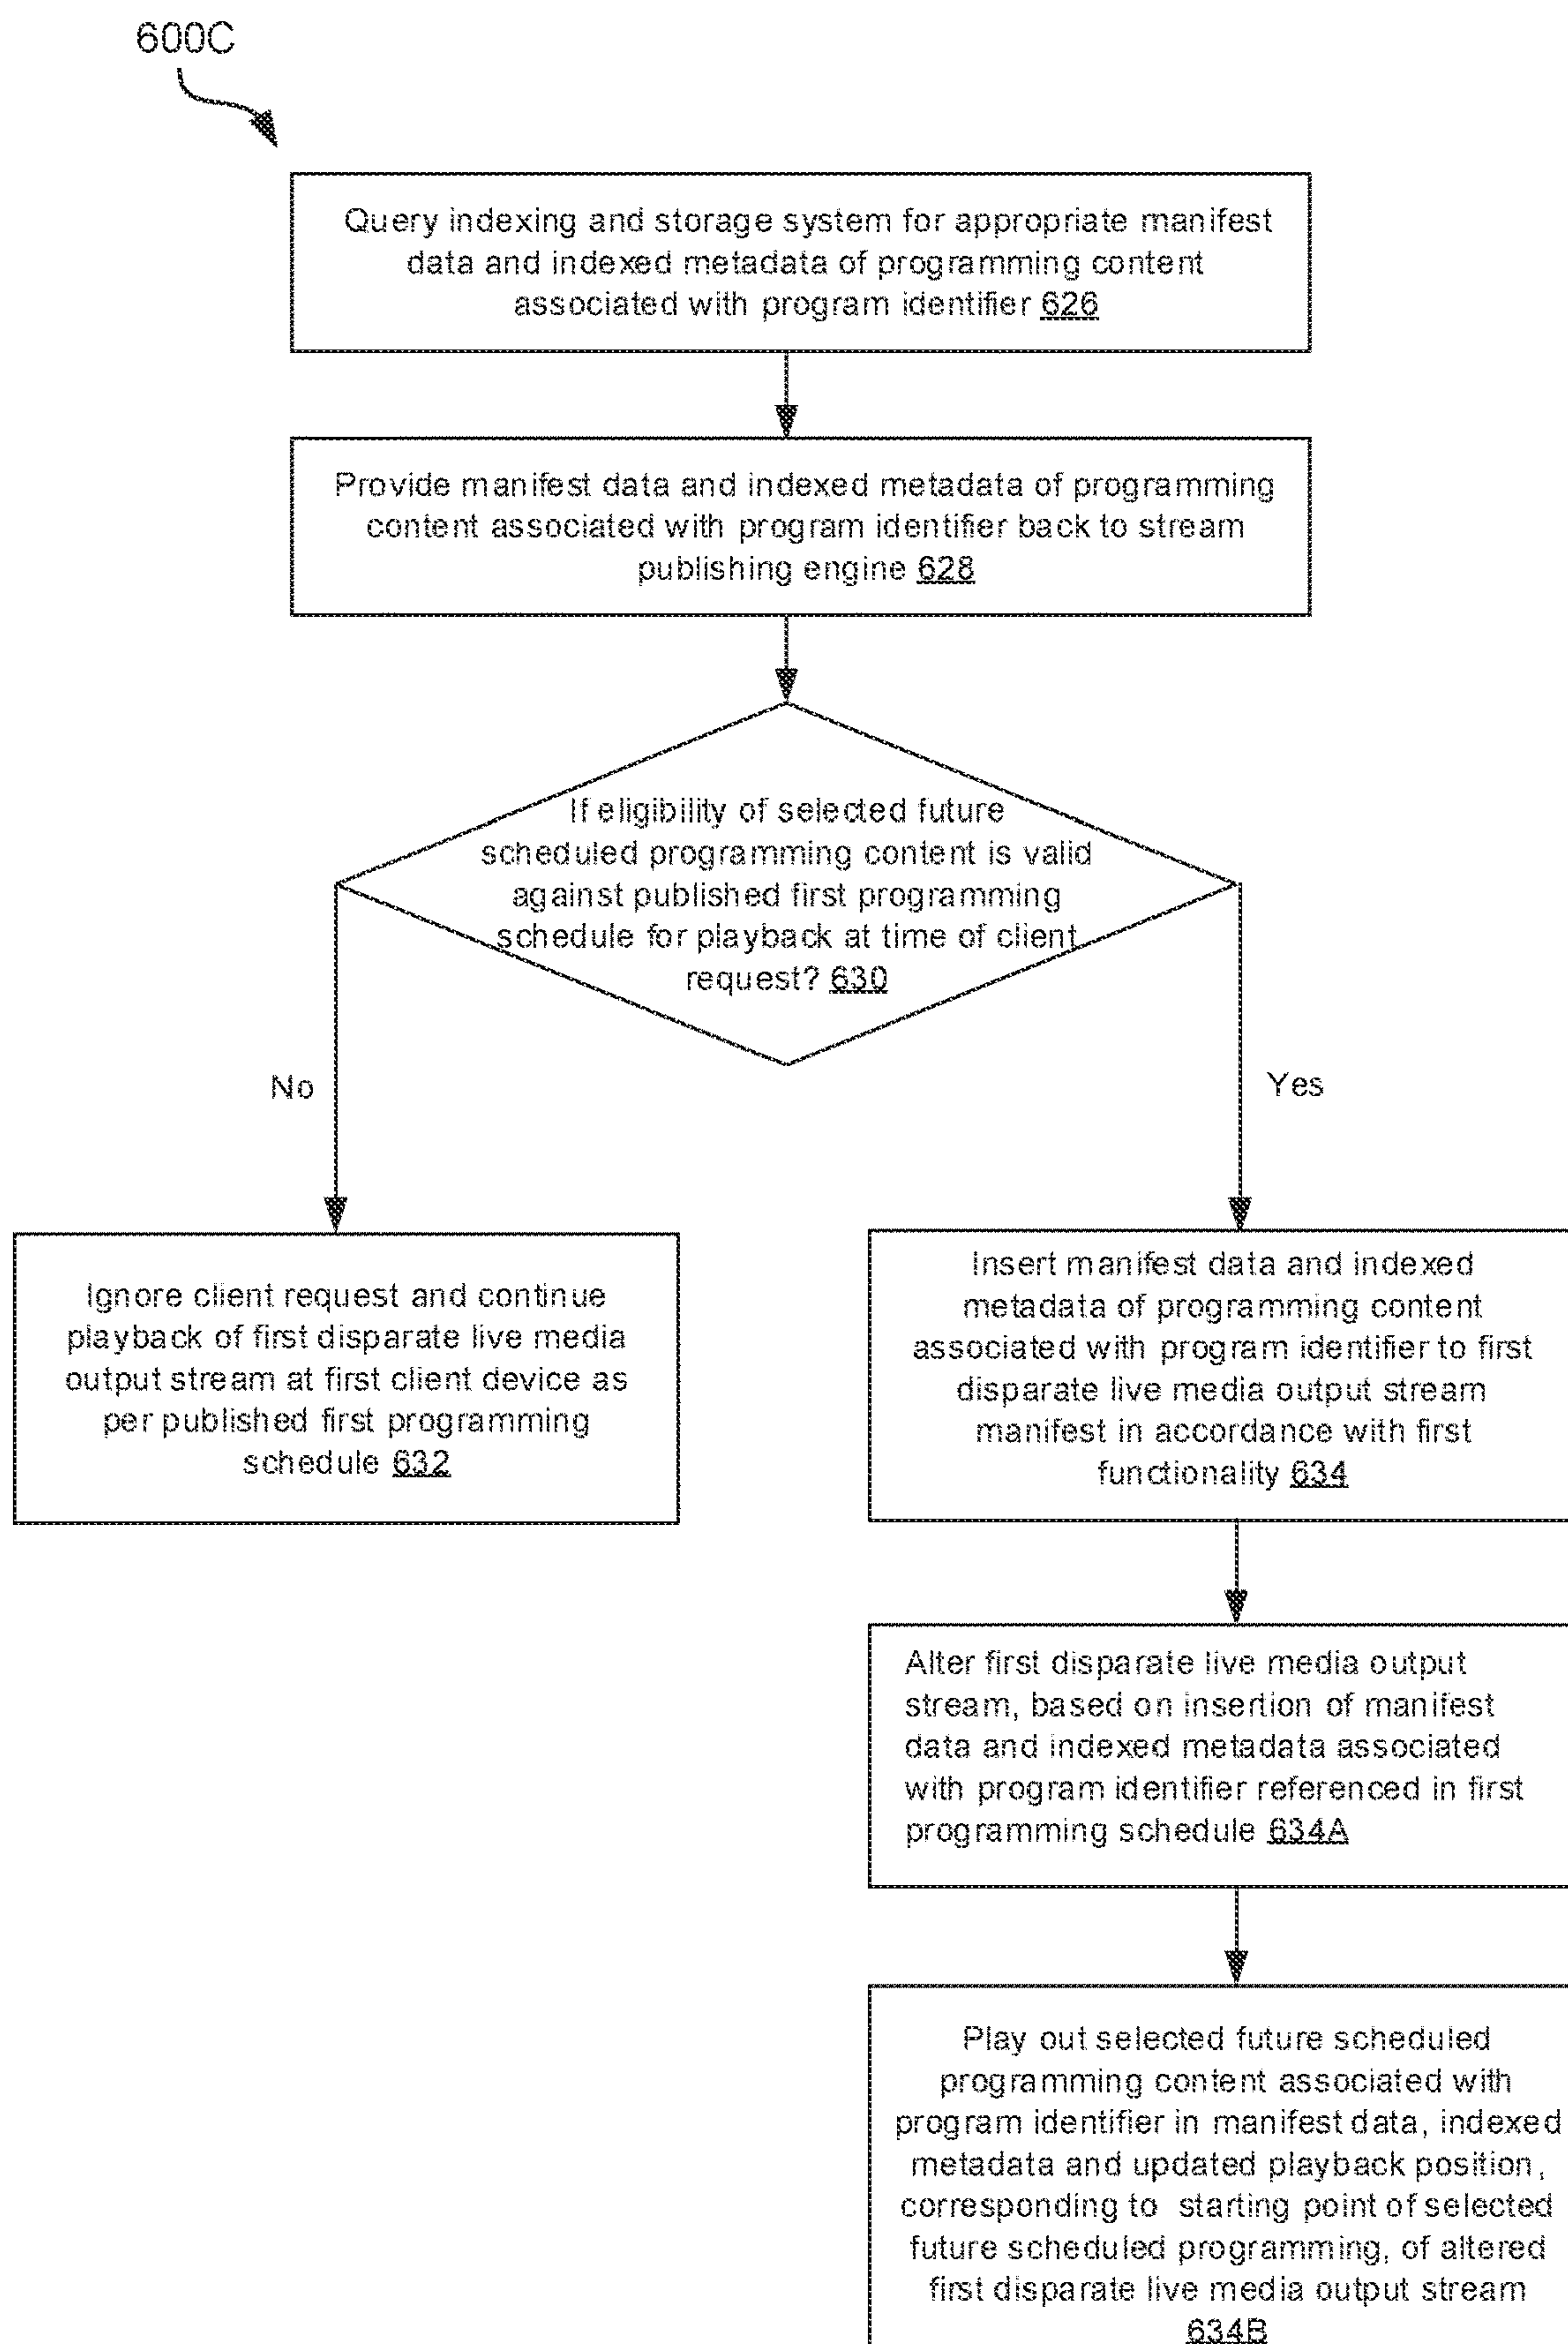 600C
Query indexing and storage system for appropriate manifest
data and indexed metadata of programming content
associated with program identifier 626
Provide manifest data and indexed metadata of programming
content associated with program identifier back to stream
publishing engine 628
If eligibility of selected future
scheduled programming content is valid
against published first programming
schedule for playback at time of client
request? 630
No
Yes
Ignore client request and continue
playback of first disparate live media
output stream at first client device as
per published first programming
schedule 632
Insert manifest data and indexed
metadata of programming content
associated with program identifier to first
disparate live media output stream
manifest in accordance with first
functionality 634
Alter first disparate live media output
stream, based on insertion of manifest
data and indexed metadata associated
with program identifier referenced in first
programming schedule 634A
Play out selected future scheduled
programming content associated with
program identifier in manifest data, indexed
metadata and updated playback position,
corresponding to starting point of selected
future scheduled programming, of altered
first disparate live media output stream
634B